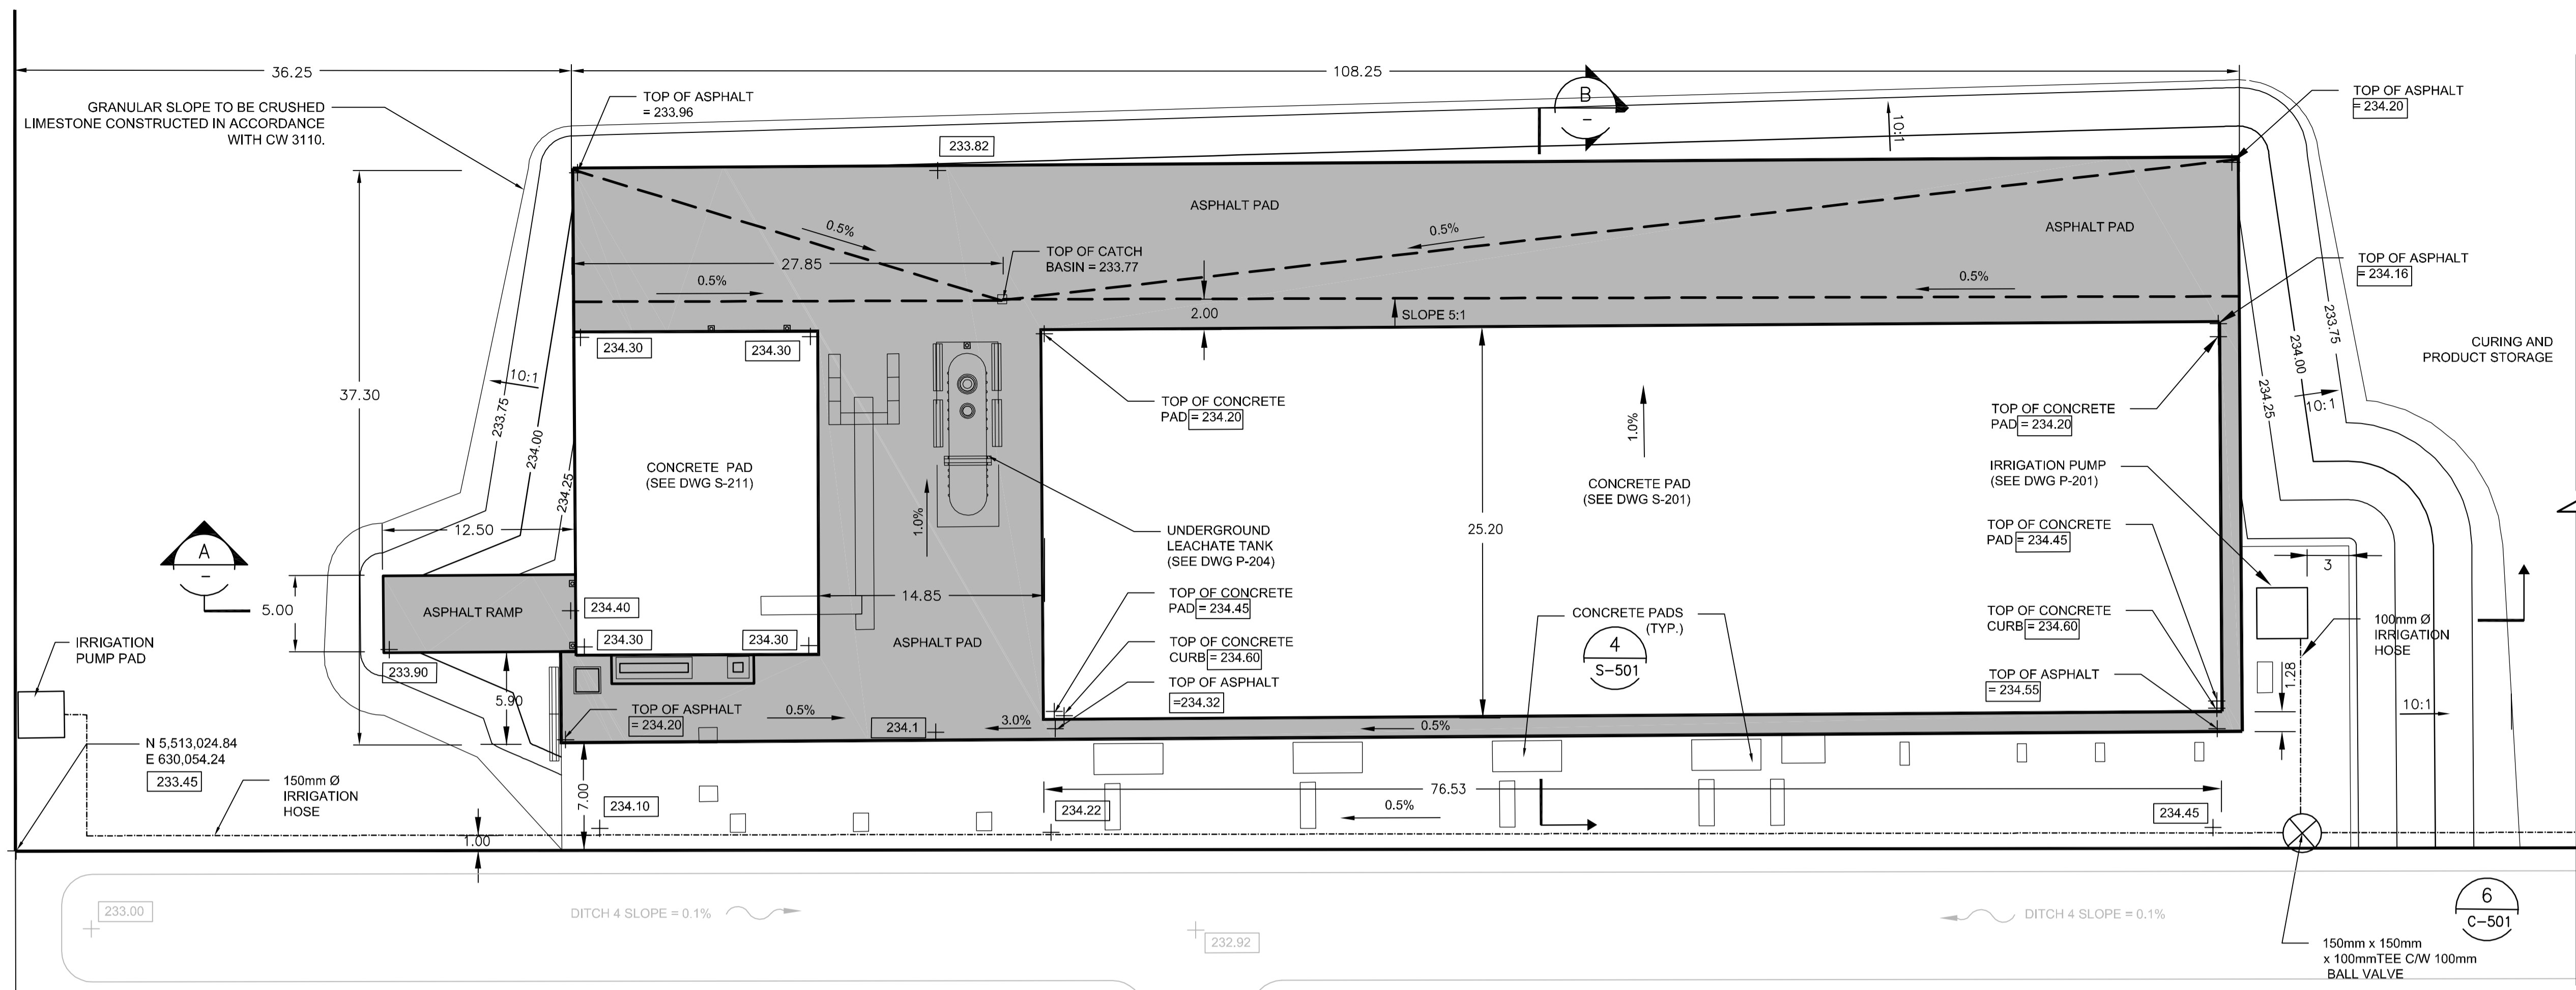 36.25
108.25
GRANULAR SLOPE TO BE CRUSHED
LIMESTONE CONSTRUCTED IN ACCORDANCE
WITH CW 3110.
TOP OF ASPHALT
= 233.96
233.82
B
-
10:1
TOP OF ASPHALT
= 234.20
ASPHALT PAD
ASPHALT PAD
0.5%
0.5%
TOP OF CATCH
BASIN = 233.77
27.85
0.5%
0.5%
TOP OF ASPHALT
= 234.16
2.00
SLOPE 5:1
234.30
234.30
233.75
234.00
234.25
CURING AND
PRODUCT STORAGE
10:1
37.30
233.75
234.00
234.25
10:1
TOP OF CONCRETE
PAD = 234.20
1.0%
TOP OF CONCRETE
PAD = 234.20
CONCRETE  PAD
(SEE DWG S-211)
CONCRETE PAD
(SEE DWG S-201)
IRRIGATION PUMP
(SEE DWG P-201)
12.50
1.0%
UNDERGROUND
LEACHATE TANK
(SEE DWG P-204)
25.20
TOP OF CONCRETE
PAD = 234.45
A
-
3
5.00
ASPHALT RAMP
234.40
14.85
TOP OF CONCRETE
PAD = 234.45
CONCRETE PADS
(TYP.)
TOP OF CONCRETE
CURB = 234.60
100mm Ø
IRRIGATION
HOSE
IRRIGATION
PUMP PAD
234.30
234.30
ASPHALT PAD
TOP OF CONCRETE
CURB = 234.60
4
S-501
233.90
TOP OF ASPHALT
=234.32
TOP OF ASPHALT
= 234.55
1.28
5.90
TOP OF ASPHALT
= 234.20
0.5%
234.1
3.0%
0.5%
10:1
N 5,513,024.84
E 630,054.24
233.45
150mm Ø
IRRIGATION
HOSE
7.00
234.10
234.22
76.53
0.5%
234.45
1.00
233.00
DITCH 4 SLOPE = 0.1%
232.92
DITCH 4 SLOPE = 0.1%
6
C-501
150mm x 150mm
x 100mmTEE C/W 100mm
BALL VALVE